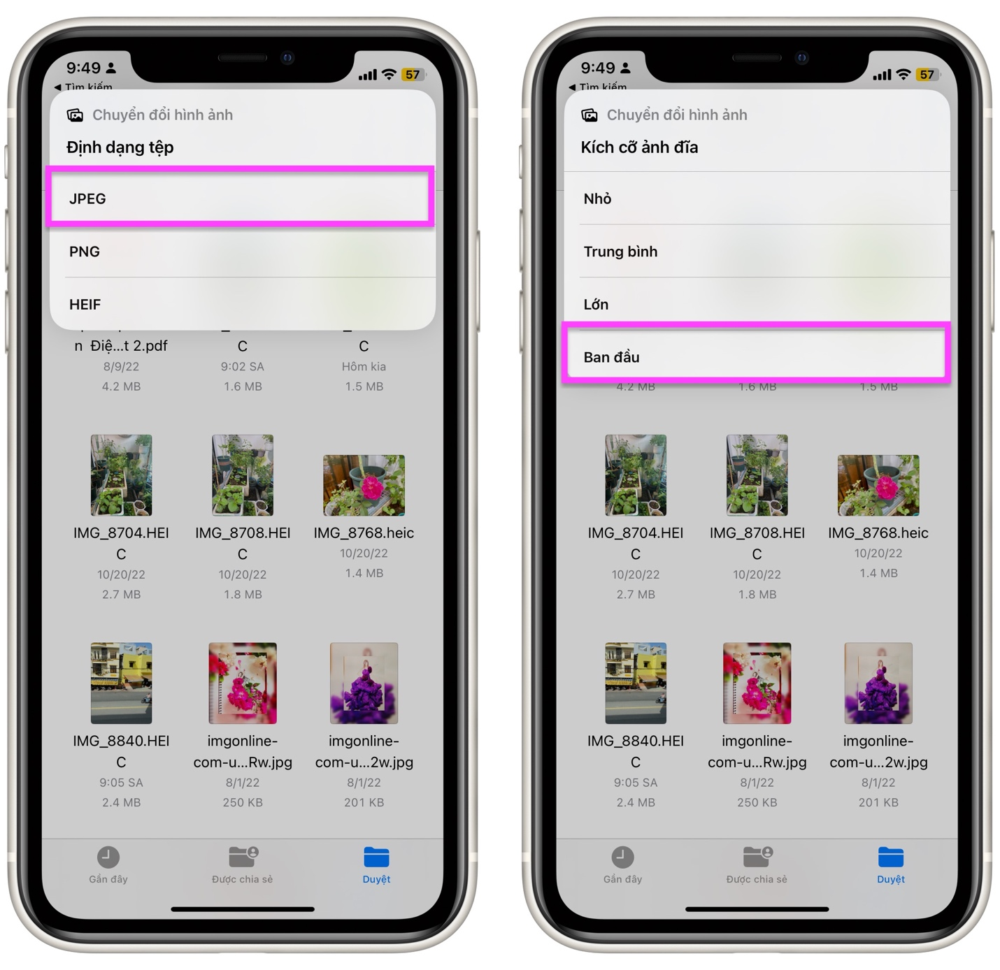 9:49
57
◀ Tìm kiếm
Chuyển đổi hình ảnh
Định dạng tệp
JPEG
PNG
HEIF
n Điệ...t 2.pdf
C
C
8/9/22
9:02 SA
Hôm kia
4.2 MB
1.6 MB
1.5 MB
IMG_8704.HEI
C
10/20/22
2.7 MB
IMG_8708.HEI
C
10/20/22
1.8 MB
IMG_8768.heic
10/20/22
1.4 MB
IMG_8840.HEI
C
9:05 SA
2.4 MB
imgonline-
com-u...Rw.jpg
8/1/22
250 KB
imgonline-
com-u...2w.jpg
8/1/22
201 KB
Gần đây
Được chia sẻ
Duyệt
9:49
57
◀ Tìm kiếm
Chuyển đổi hình ảnh
Kích cỡ ảnh đĩa
Nhỏ
Trung bình
Lớn
Ban đầu
4.2 MB
1.6 MB
1.5 MB
IMG_8704.HEI
C
10/20/22
2.7 MB
IMG_8708.HEI
C
10/20/22
1.8 MB
IMG_8768.heic
10/20/22
1.4 MB
IMG_8840.HEI
C
9:05 SA
2.4 MB
imgonline-
com-u...Rw.jpg
8/1/22
250 KB
imgonline-
com-u...2w.jpg
8/1/22
201 KB
Gần đây
Được chia sẻ
Duyệt